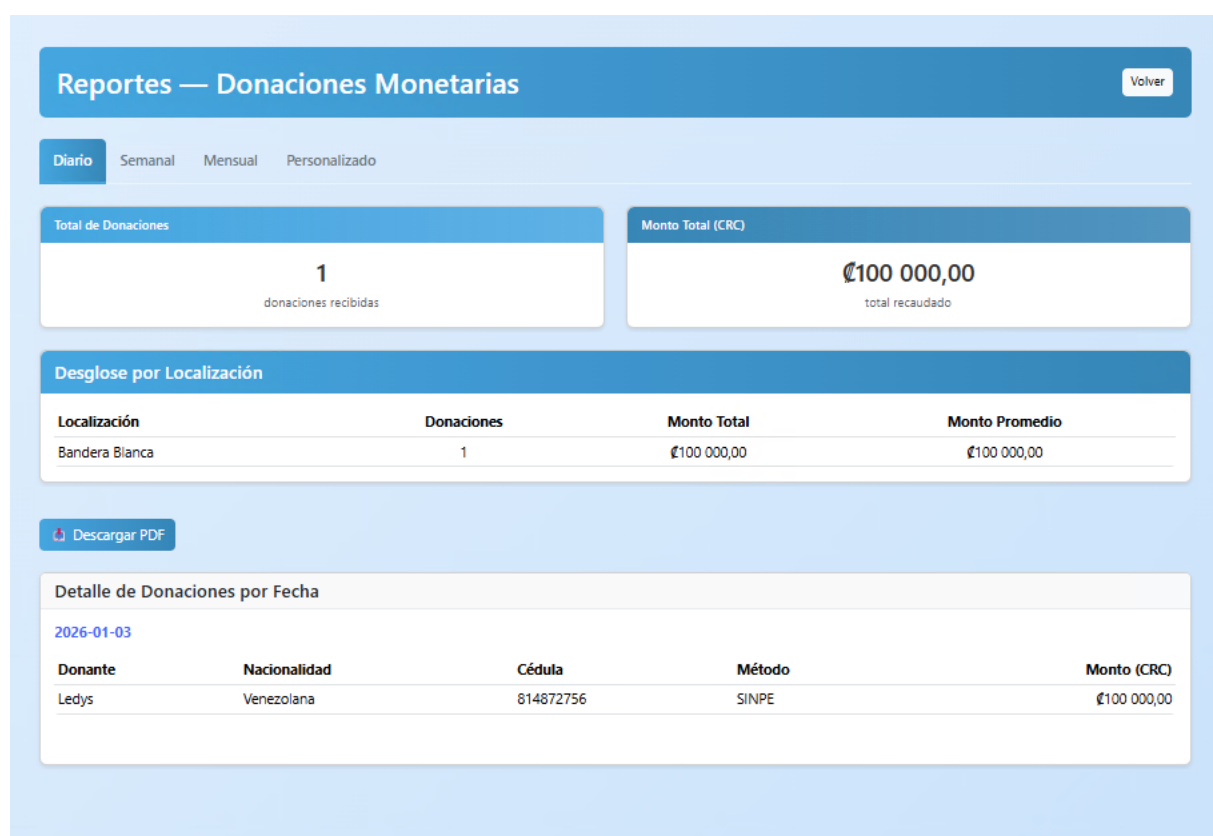 Reportes — Donaciones Monetarias
Volver
Diario Semanal Mensual Personalizado
Total de Donaciones
1
donaciones recibidas
Monto Total (CRC)
₡100 000,00
total recaudado
Desglose por Localización
Localización Donaciones Monto Total Monto Promedio
Bandera Blanca 1 ₡100 000,00 ₡100 000,00
Descargar PDF
Detalle de Donaciones por Fecha
2026-01-03
Donante Nacionalidad Cédula Método Monto (CRC)
Ledys Venezolana 814872756 SINPE ₡100 000,00